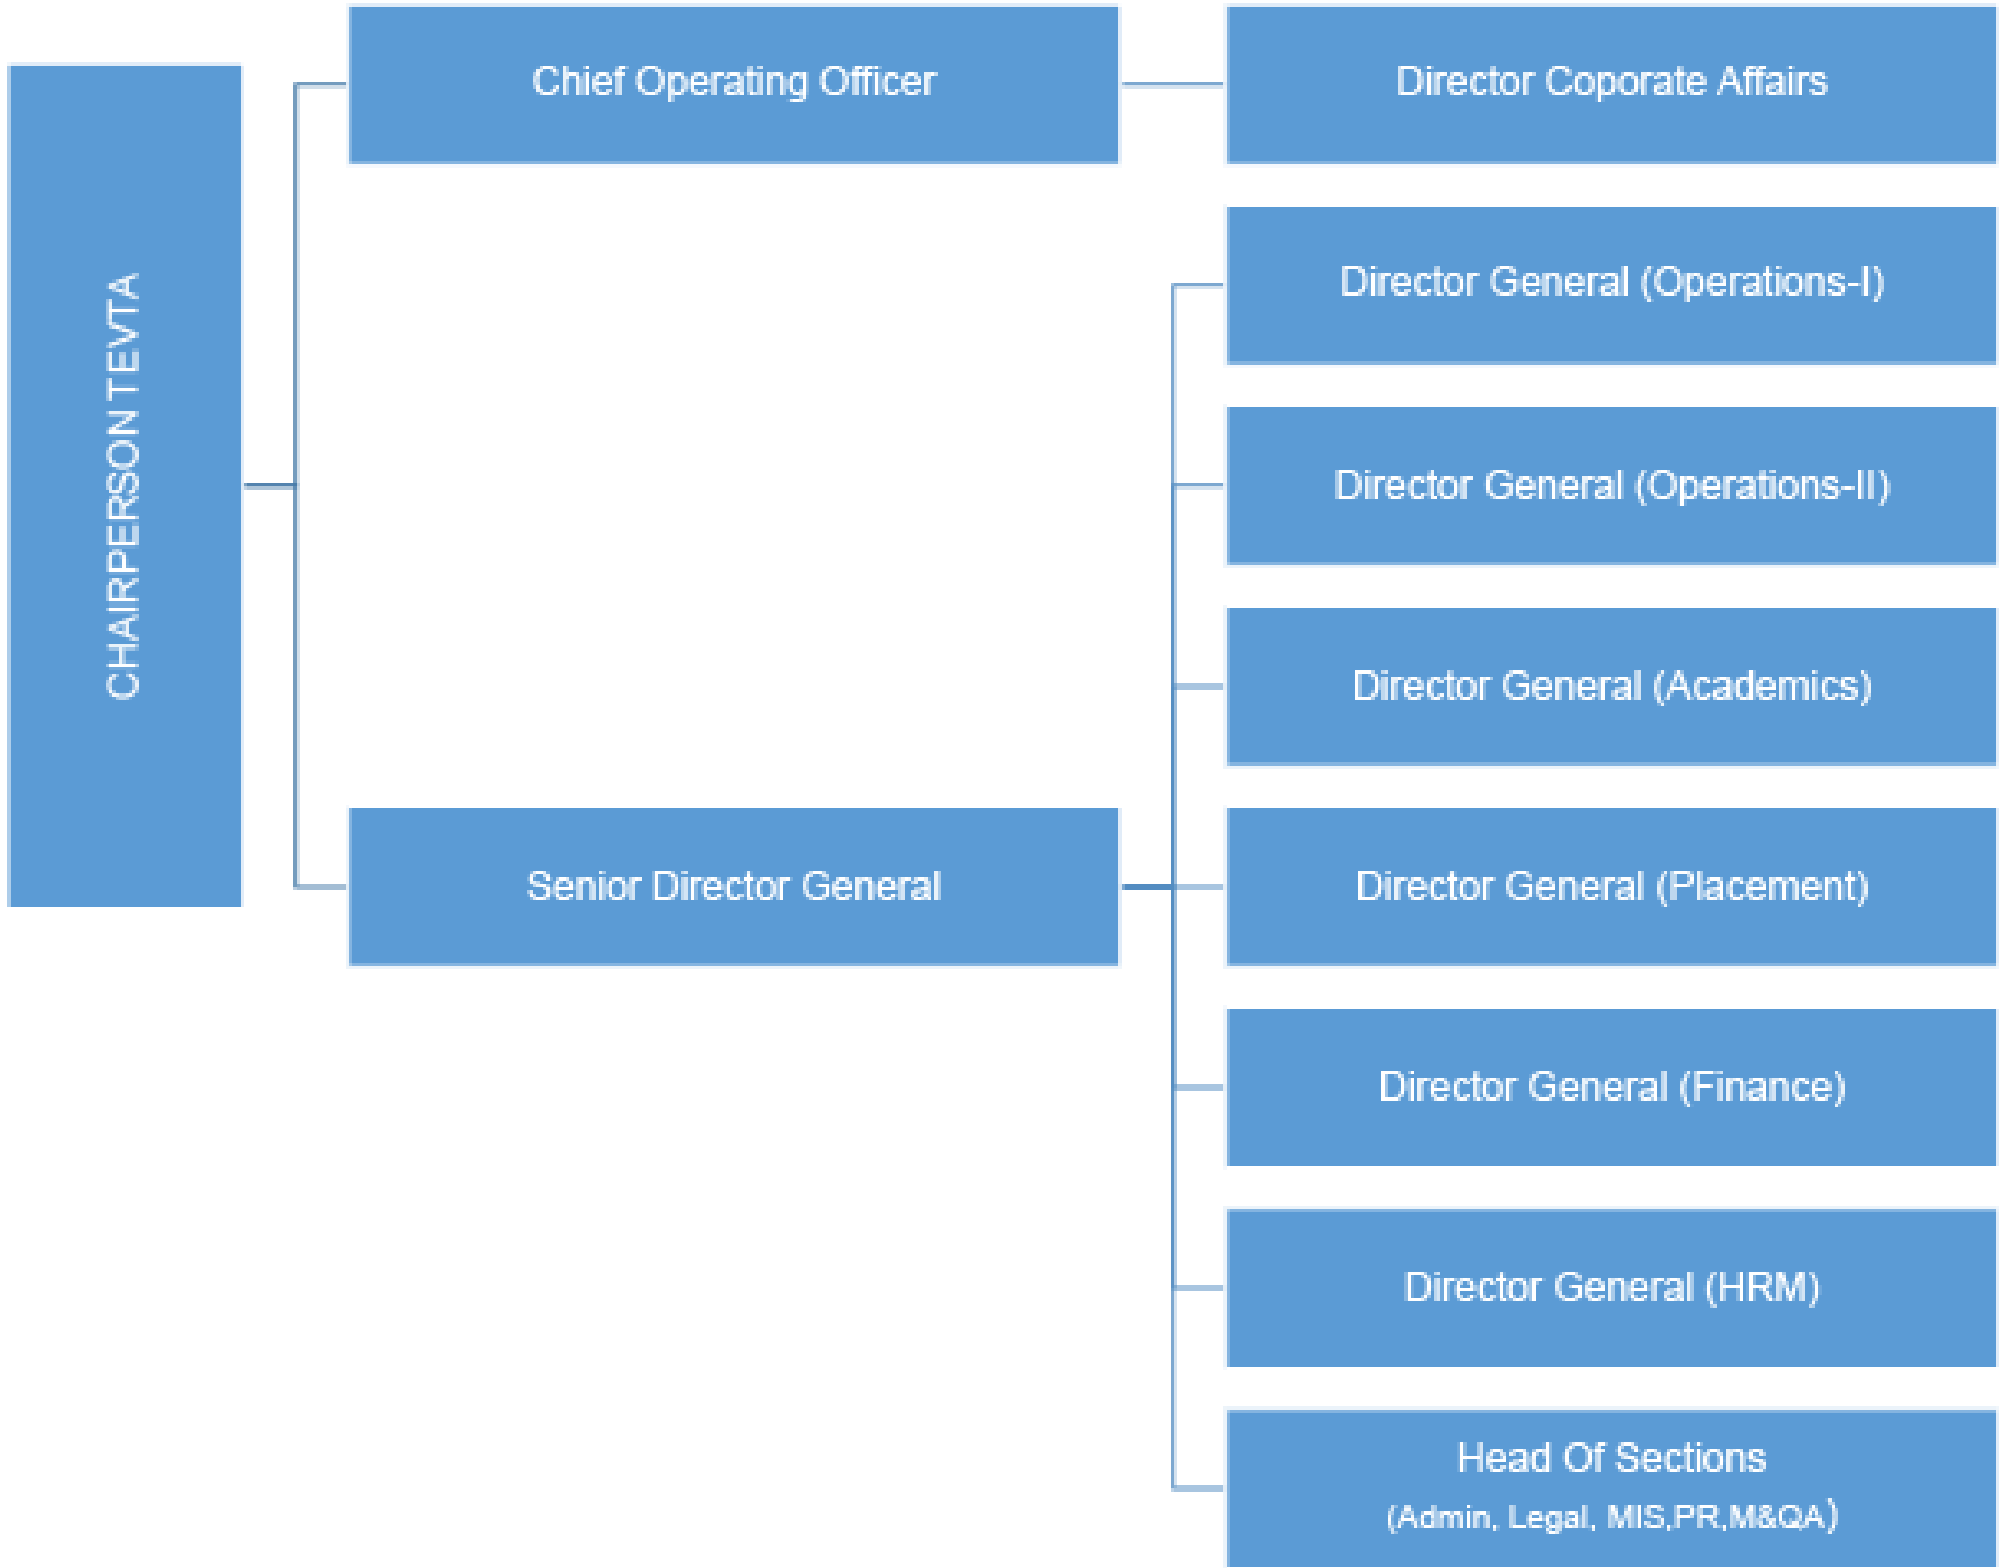 CHAIRPERSON TEVTA
Chief Operating Officer
Director Coporate Affairs
Senior Director General
Director General (Operations-I)
Director General (Operations-II)
Director General (Academics)
Director General (Placement)
Director General (Finance)
Director General (HRM)
Head Of Sections
(Admin, Legal, MIS,PR,M&QA)